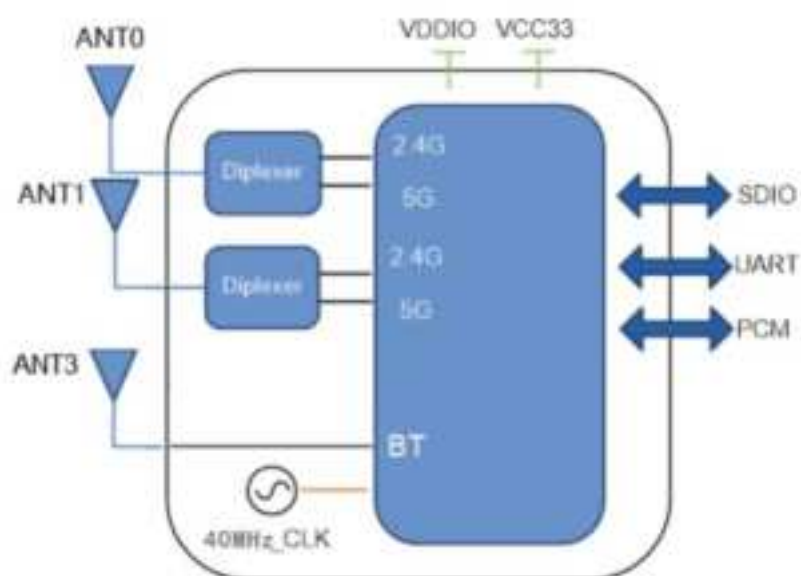 ANT0
VDDIO VCC33
Diplexer
2.4G
5G
ANT1
SDIO
Diplexer
2.4G
5G
UART
PCM
ANT3
BT
40MHz_CLK